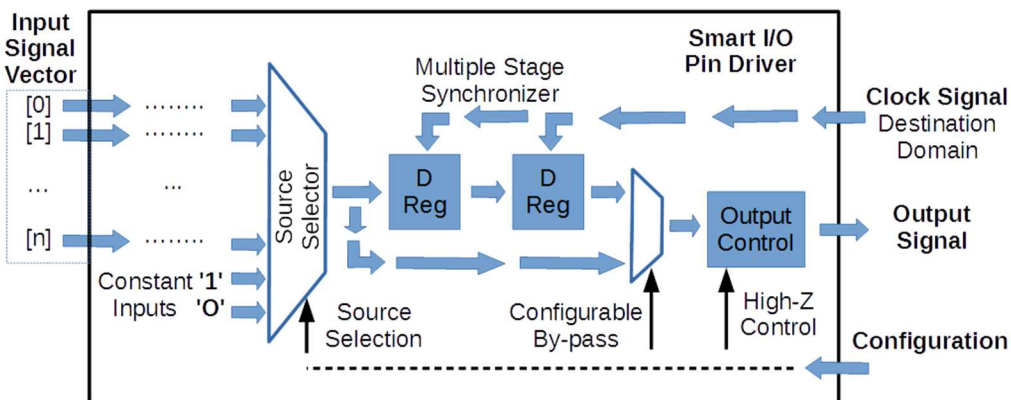 Input
Signal
Vector
[0]
[1]
...
[n]
........
........
...
........
Constant '1'
Inputs 'O'
Source
Selector
Source
Selection
Multiple Stage
Synchronizer
D
Reg
D
Reg
Configurable
By-pass
Smart I/O
Pin Driver
Output
Control
High-Z
Control
Clock Signal
Destination
Domain
Output
Signal
Configuration